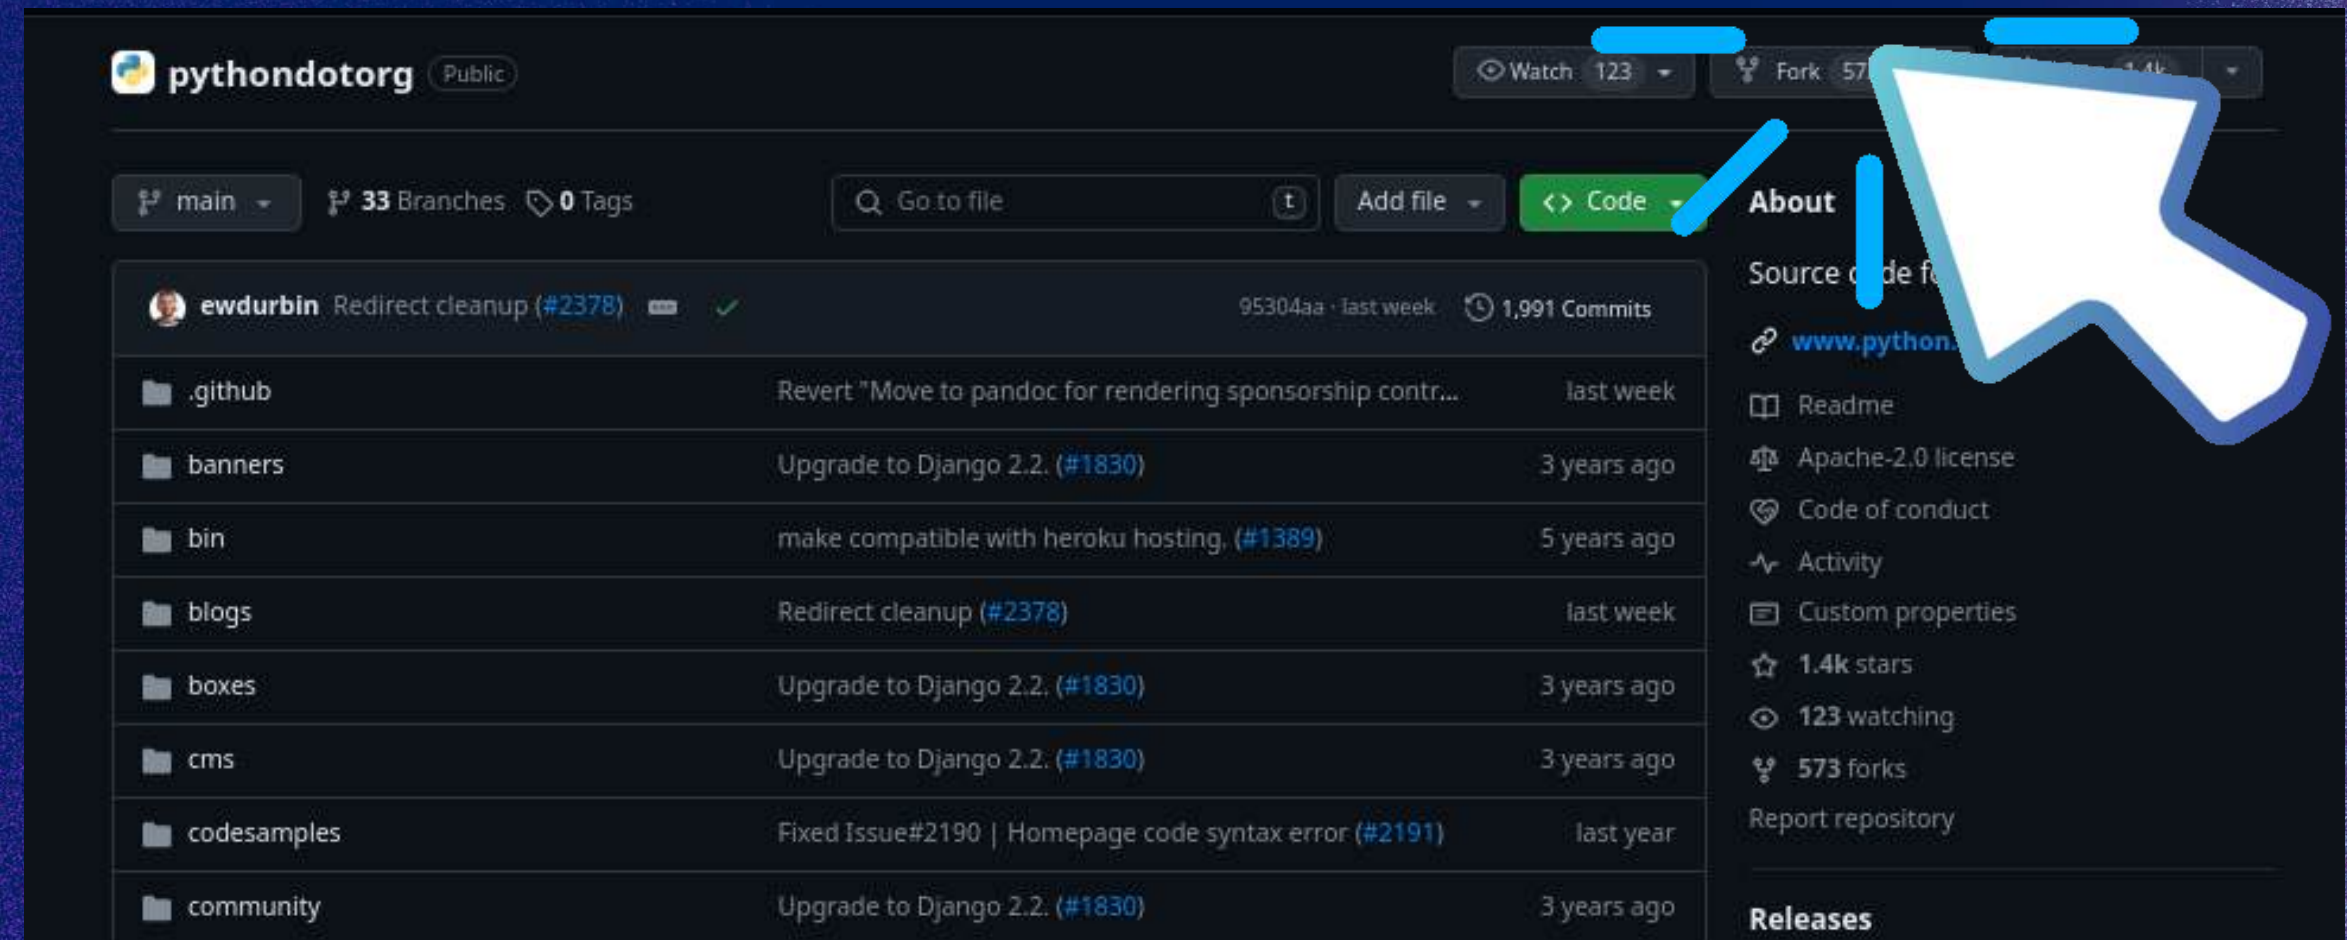 pythondotorg Public
Watch 123
Fork 57
1.4k
main
33 Branches
0 Tags
Go to file t
Add file
Code
ewdurbin Redirect cleanup (#2378)
95304aa · last week
1,991 Commits
.github Revert "Move to pandoc for rendering sponsorship contr... last week
banners Upgrade to Django 2.2. (#1830) 3 years ago
bin make compatible with heroku hosting. (#1389) 5 years ago
blogs Redirect cleanup (#2378) last week
boxes Upgrade to Django 2.2. (#1830) 3 years ago
cms Upgrade to Django 2.2. (#1830) 3 years ago
codesamples Fixed Issue#2190 | Homepage code syntax error (#2191) last year
community Upgrade to Django 2.2. (#1830) 3 years ago
About
Source
www.python.
Readme
Apache-2.0 license
Code of conduct
Activity
Custom properties
1.4k stars
123 watching
573 forks
Report repository
Releases